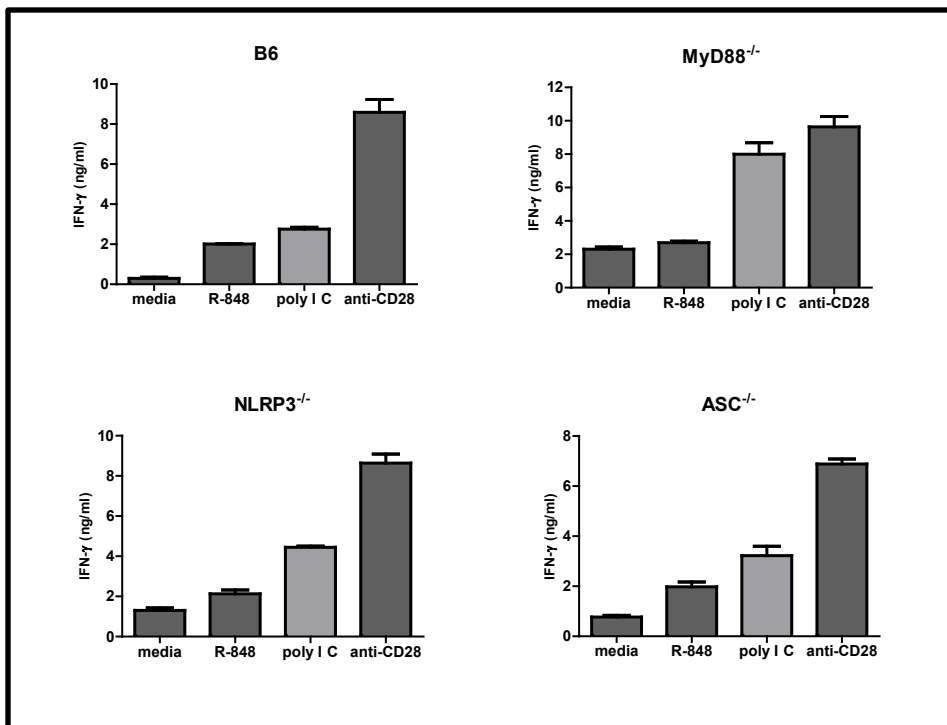 B6
IFN-γ (ng/ml)
10
8
6
4
2
0
media R-848 poly I C anti-CD28
MyD88-/-
IFN-γ (ng/ml)
12
10
8
6
4
2
0
media R-848 poly I C anti-CD28
NLRP3-/-
IFN-γ (ng/ml)
10
8
6
4
2
0
media R-848 poly I C anti-CD28
ASC-/-
IFN-γ (ng/ml)
8
6
4
2
0
media R-848 poly I C anti-CD28